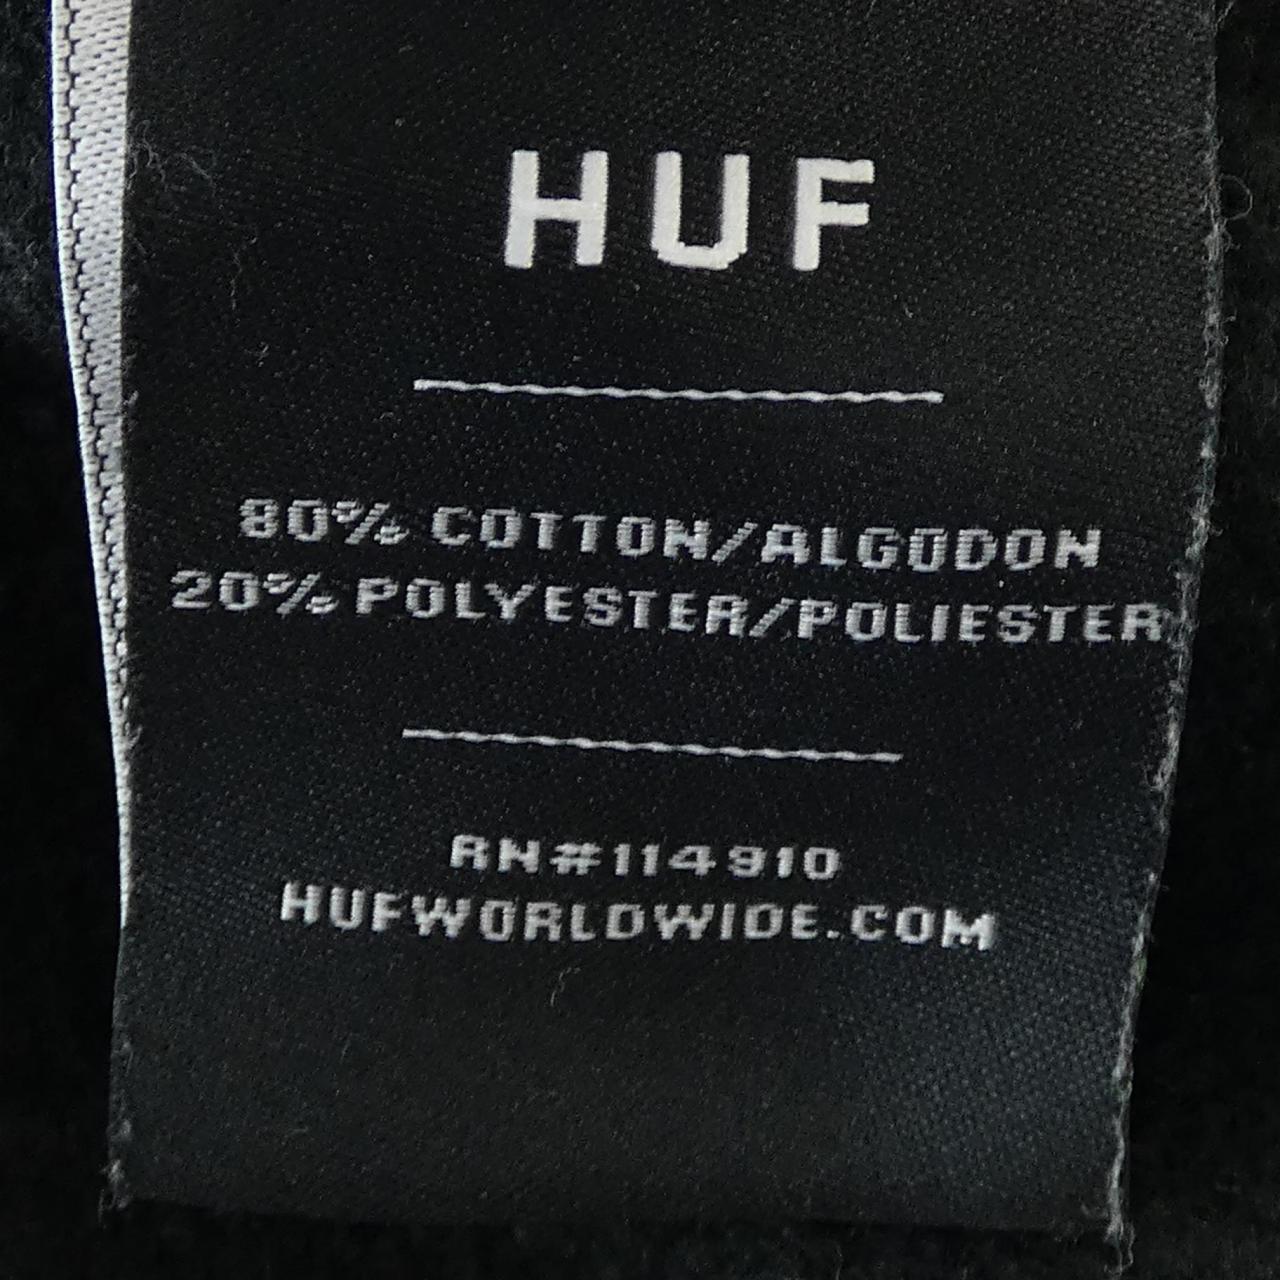 HUF
80% COTTON/ALGODON
20% POLYESTER/POLIESTER
RN#114910
HUFWORLDWIDE.COM